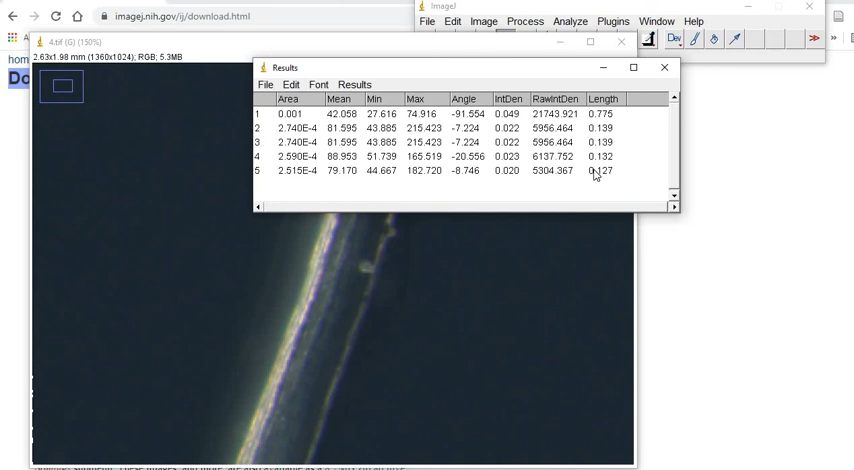 imagej.nih.gov/ij/download.html
ImageJ
File Edit Image Process Analyze Plugins Window Help
Dev
4.tif (G) (150%)
2.63x1.98 mm (1360x1024); RGB; 5.3MB
hom
Do
Results
File Edit Font Results
Area Mean Min Max Angle IntDen RawIntDen Length
1 0.001 42.058 27.616 74.916 -91.554 0.049 21743.921 0.775
2 2.740E-4 81.595 43.885 215.423 -7.224 0.022 5956.464 0.139
3 2.740E-4 81.595 43.885 215.423 -7.224 0.022 5956.464 0.139
4 2.590E-4 88.953 51.739 165.519 -20.556 0.023 6137.752 0.132
5 2.515E-4 79.170 44.667 182.720 -8.746 0.020 5304.367 0.127